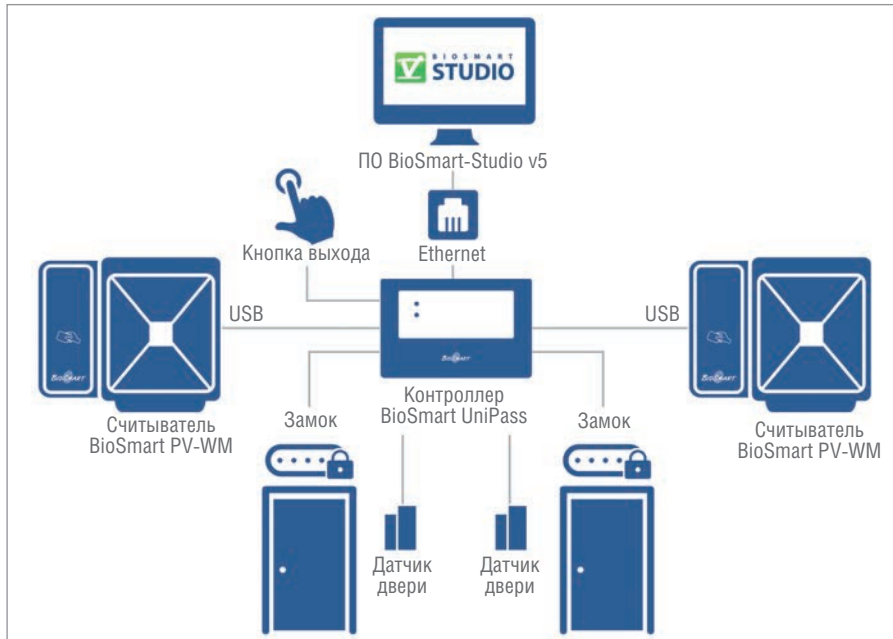 BIOSMART
STUDIO
ПО BioSmart-Studio v5
Кнопка выхода
Ethernet
USB
USB
BIOSMART
BIOSMART
BIOSMART
Контроллер
BioSmart UniPass
Считыватель
BioSmart PV-WM
Замок
Замок
Считыватель
BioSmart PV-WM
Датчик
двери
Датчик
двери